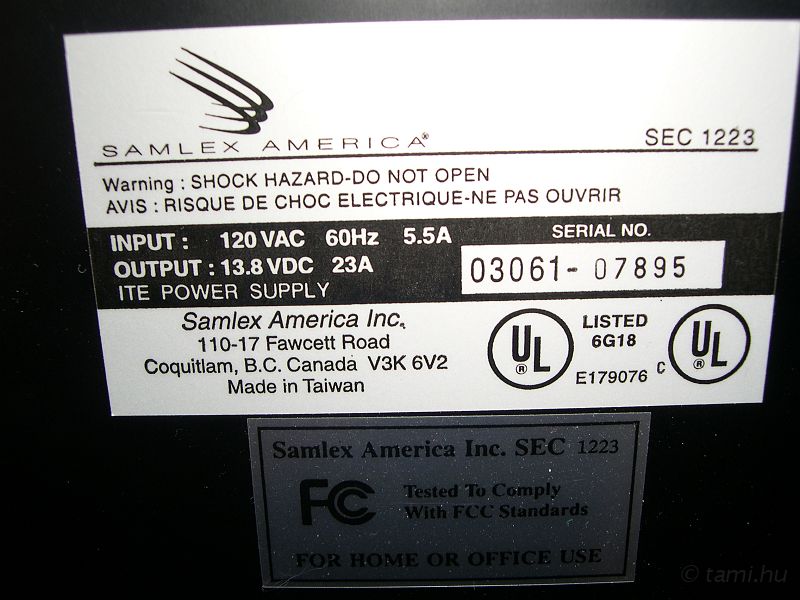 SAMLEX AMERICA®
SEC 1223
Warning : SHOCK HAZARD-DO NOT OPEN
AVIS : RISQUE DE CHOC ELECTRIQUE-NE PAS OUVRIR
INPUT : 120 VAC 60Hz 5.5A
OUTPUT : 13.8 VDC 23A
ITE POWER SUPPLY
SERIAL NO.
03061-07895
Samlex America Inc.
110-17 Fawcett Road
Coquitlam, B.C. Canada V3K 6V2
Made in Taiwan
UL®
LISTED
6G18
E179076
C UL®
Samlex America Inc. SEC 1223
FCC
Tested To Comply
With FCC Standards
FOR HOME OR OFFICE USE
© tami.hu